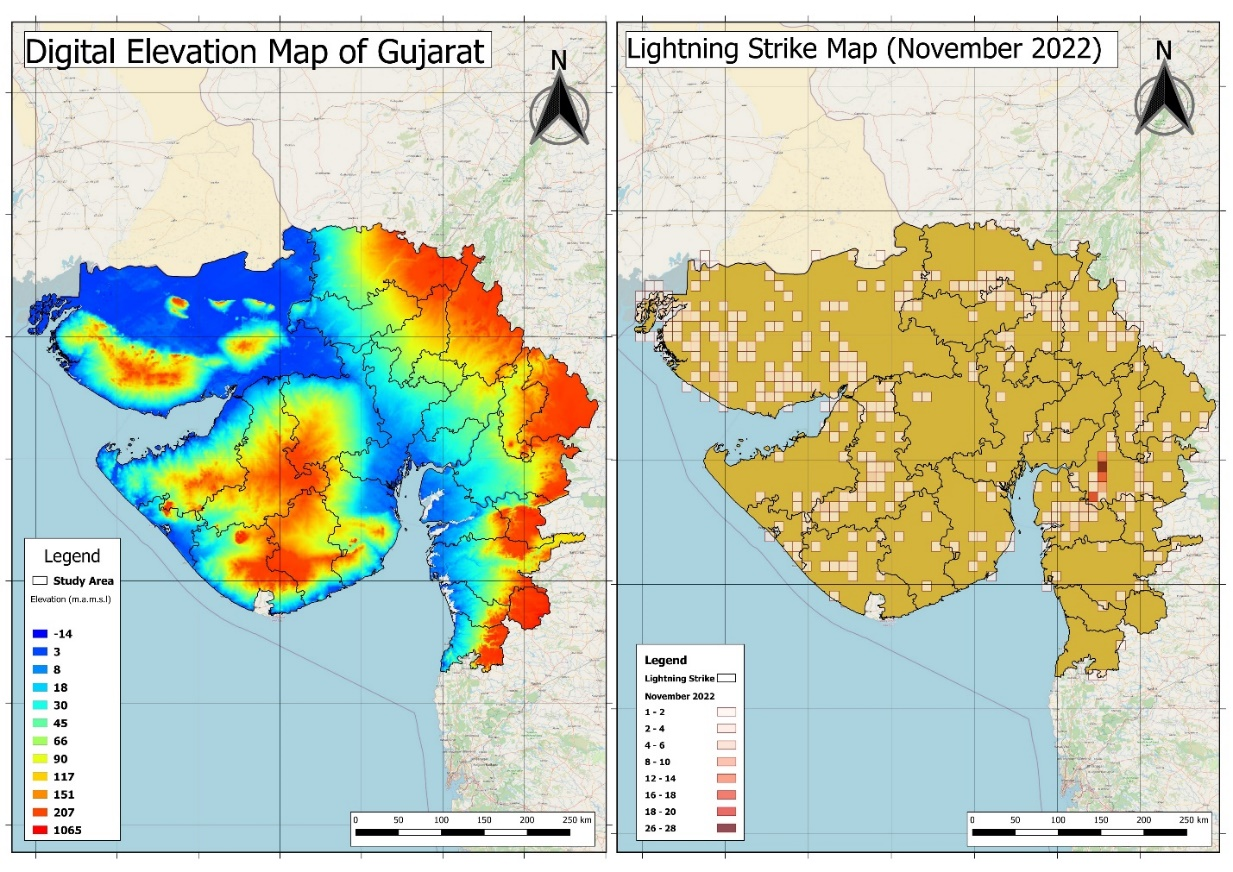 Digital Elevation Map of Gujarat
N
Legend
Study Area
Elevation (m.a.m.s.l)
-14
3
8
18
30
45
66
90
117
151
207
1065
0 50 100 150 200 250 km
Lightning Strike Map (November 2022)
N
Legend
Lightning Strike
November 2022
1 - 2
2 - 4
4 - 6
8 - 10
12 - 14
16 - 18
18 - 20
26 - 28
0 50 100 150 200 250 km